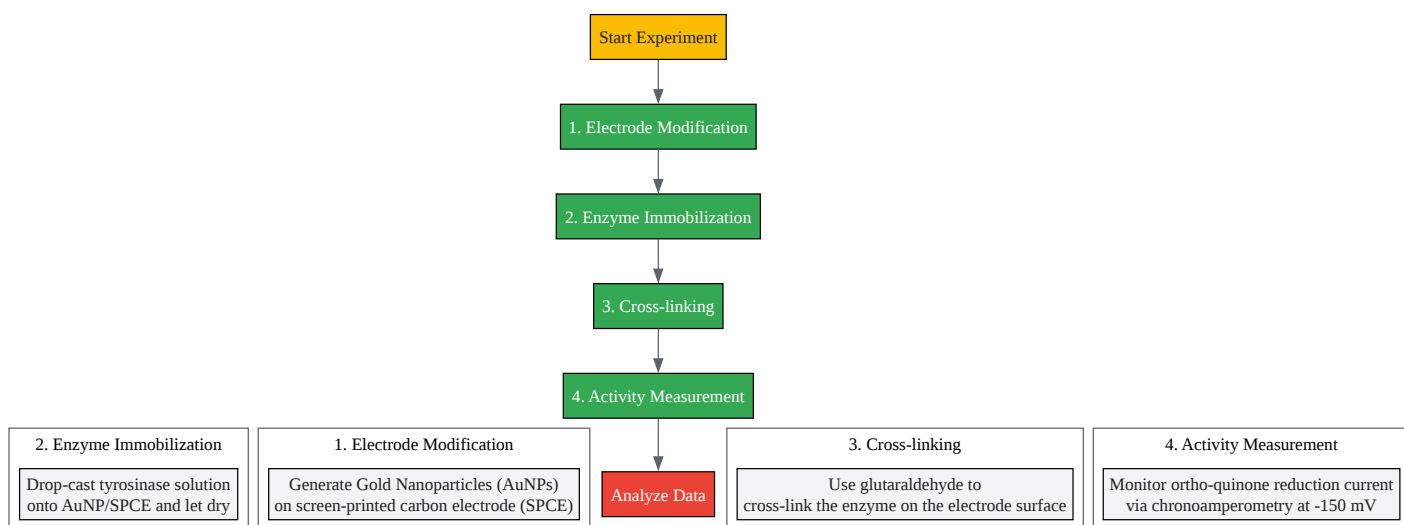 Start Experiment
1. Electrode Modification
2. Enzyme Immobilization
3. Cross-linking
4. Activity Measurement
2. Enzyme Immobilization
Drop-cast tyrosinase solution
onto AuNP/SPCE and let dry
1. Electrode Modification
Generate Gold Nanoparticles (AuNPs)
on screen-printed carbon electrode (SPCE)
Analyze Data
3. Cross-linking
Use glutaraldehyde to
cross-link the enzyme on the electrode surface
4. Activity Measurement
Monitor ortho-quinone reduction current
via chronoamperometry at -150 mV